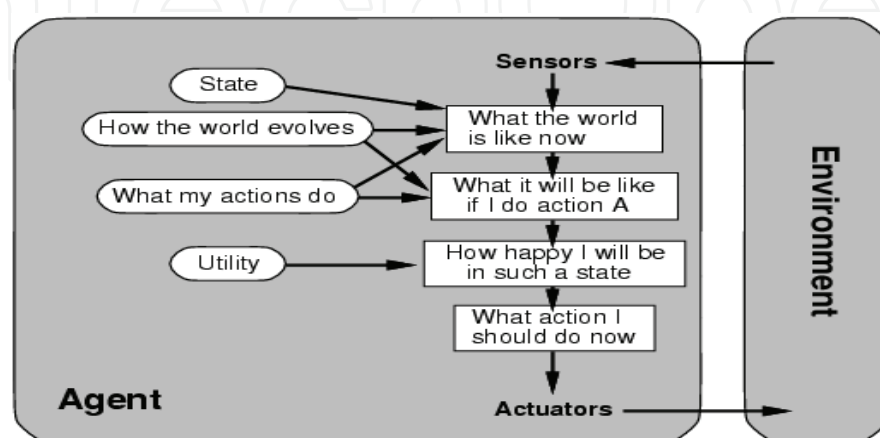 Sensors
State
What the world
is like now
How the world evolves
What my actions do
What it will be like
if I do action A
Utility
How happy I will be
in such a state
What action I
should do now
Agent
Actuators
Environment